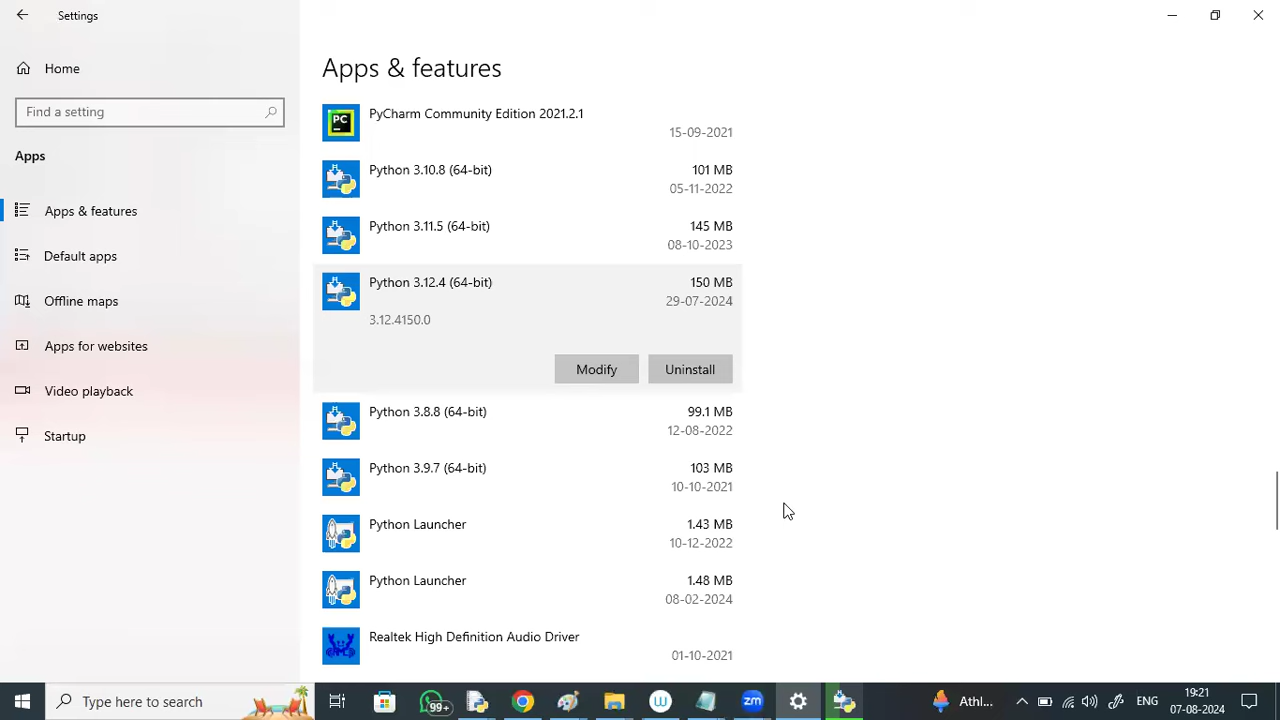 Settings
Home
Find a setting
Apps
Apps & features
Default apps
Offline maps
Apps for websites
Video playback
Startup
Apps & features
PC
PyCharm Community Edition 2021.2.1
15-09-2021
Python 3.10.8 (64-bit)
101 MB
05-11-2022
Python 3.11.5 (64-bit)
145 MB
08-10-2023
Python 3.12.4 (64-bit)
150 MB
29-07-2024
3.12.4150.0
Modify
Uninstall
Python 3.8.8 (64-bit)
99.1 MB
12-08-2022
Python 3.9.7 (64-bit)
103 MB
10-10-2021
Python Launcher
1.43 MB
10-12-2022
Python Launcher
1.48 MB
08-02-2024
Realtek High Definition Audio Driver
01-10-2021
Type here to search
99+
W
zm
Athl...
ENG
19:21
07-08-2024